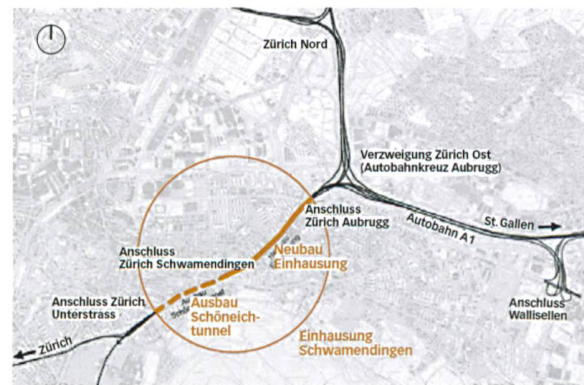 Zürich Nord
Verzweigung Zürich Ost
(Autobahnkreuz Aubrugg)
Anschluss
Zürich Aubrugg
St. Gallen
Autobahn A1
Anschluss
Zürich Schwamendingen
Neubau
Einhausung
Anschluss Zürich
Unterstrass
Ausbau
Schöneich-
tunnel
Anschluss
Wallisellen
Einhausung
Schwamendingen
Zürich